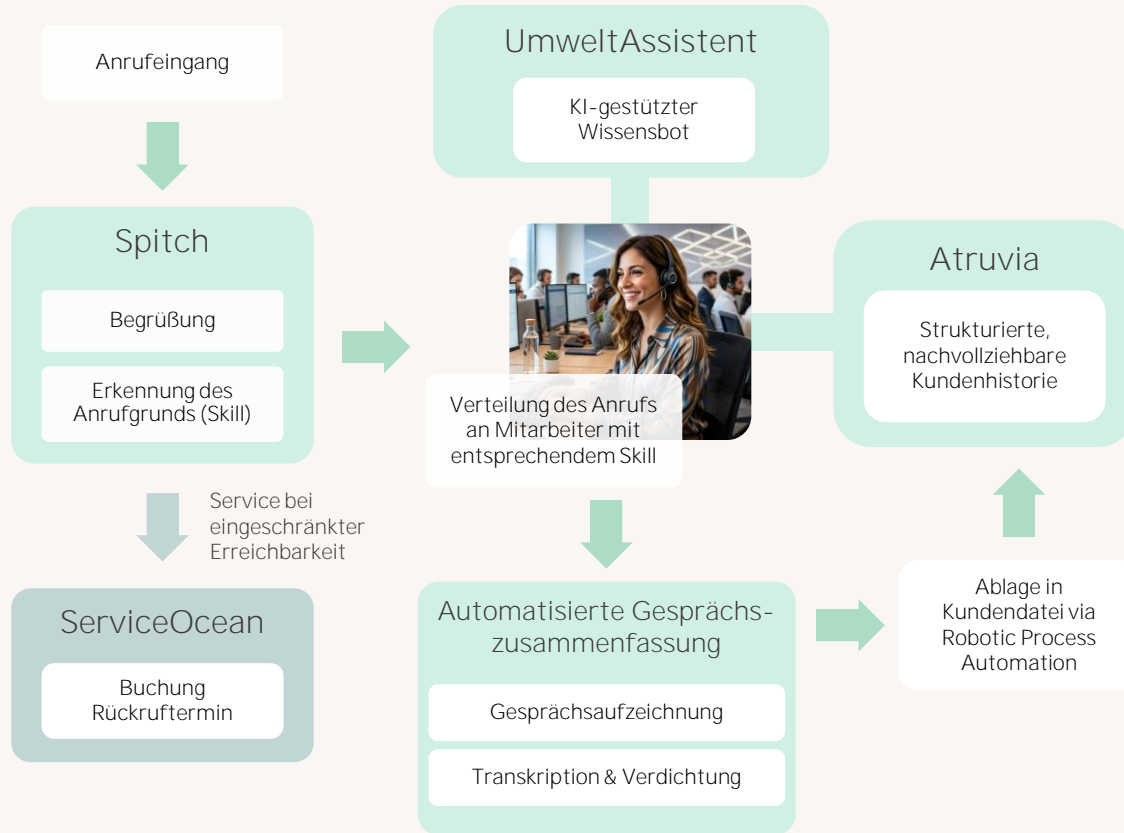 Anrufeingang
Spitch
Begrüßung
Erkennung des
Anrufgrunds (Skill)
Service bei
eingeschränkter
Erreichbarkeit
ServiceOcean
Buchung
Rückruftermin
UmweltAssistent
KI-gestützter
Wissensbot
Verteilung des Anrufs
an Mitarbeiter mit
entsprechendem Skill
Automatisierte Gesprächs-
zusammenfassung
Gesprächsaufzeichnung
Transkription & Verdichtung
Ablage in
Kundendatei via
Robotic Process
Automation
Atruvia
Strukturierte,
nachvollziehbare
Kundenhistorie